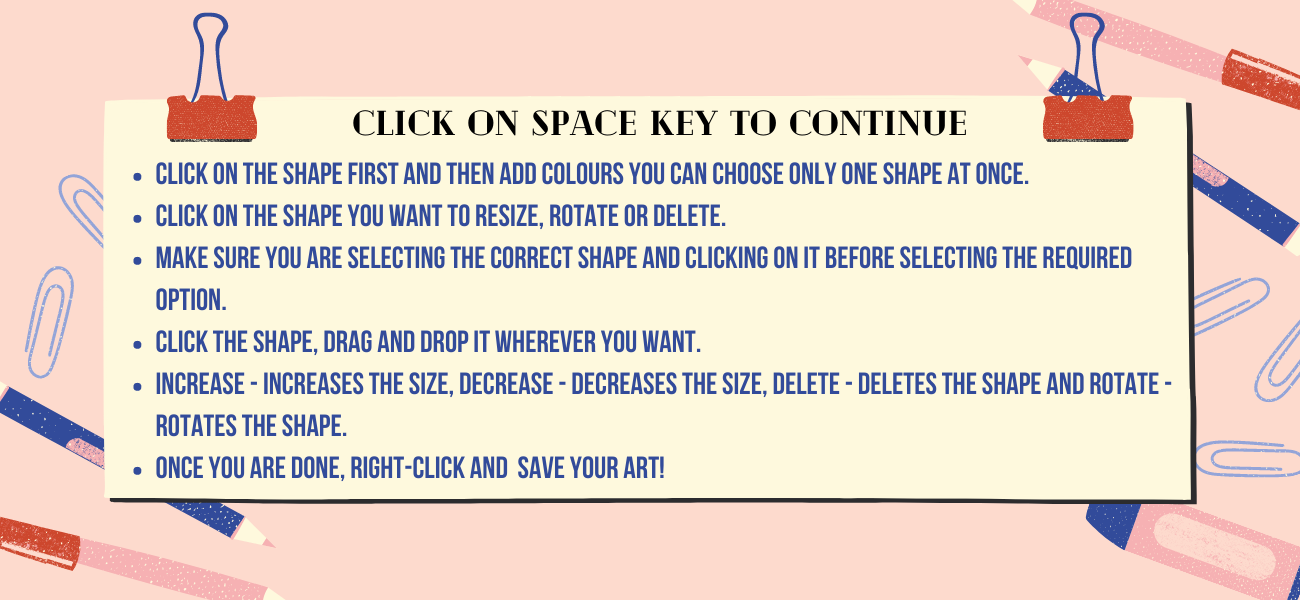 CLICK ON SPACE KEY TO CONTINUE
• CLICK ON THE SHAPE FIRST AND THEN ADD COLOURS YOU CAN CHOOSE ONLY ONE SHAPE AT ONCE.
• CLICK ON THE SHAPE YOU WANT TO RESIZE, ROTATE OR DELETE.
• MAKE SURE YOU ARE SELECTING THE CORRECT SHAPE AND CLICKING ON IT BEFORE SELECTING THE REQUIRED
OPTION.
• CLICK THE SHAPE, DRAG AND DROP IT WHEREVER YOU WANT.
• INCREASE - INCREASES THE SIZE, DECREASE - DECREASES THE SIZE, DELETE - DELETES THE SHAPE AND ROTATE -
ROTATES THE SHAPE.
• ONCE YOU ARE DONE, RIGHT-CLICK AND  SAVE YOUR ART!